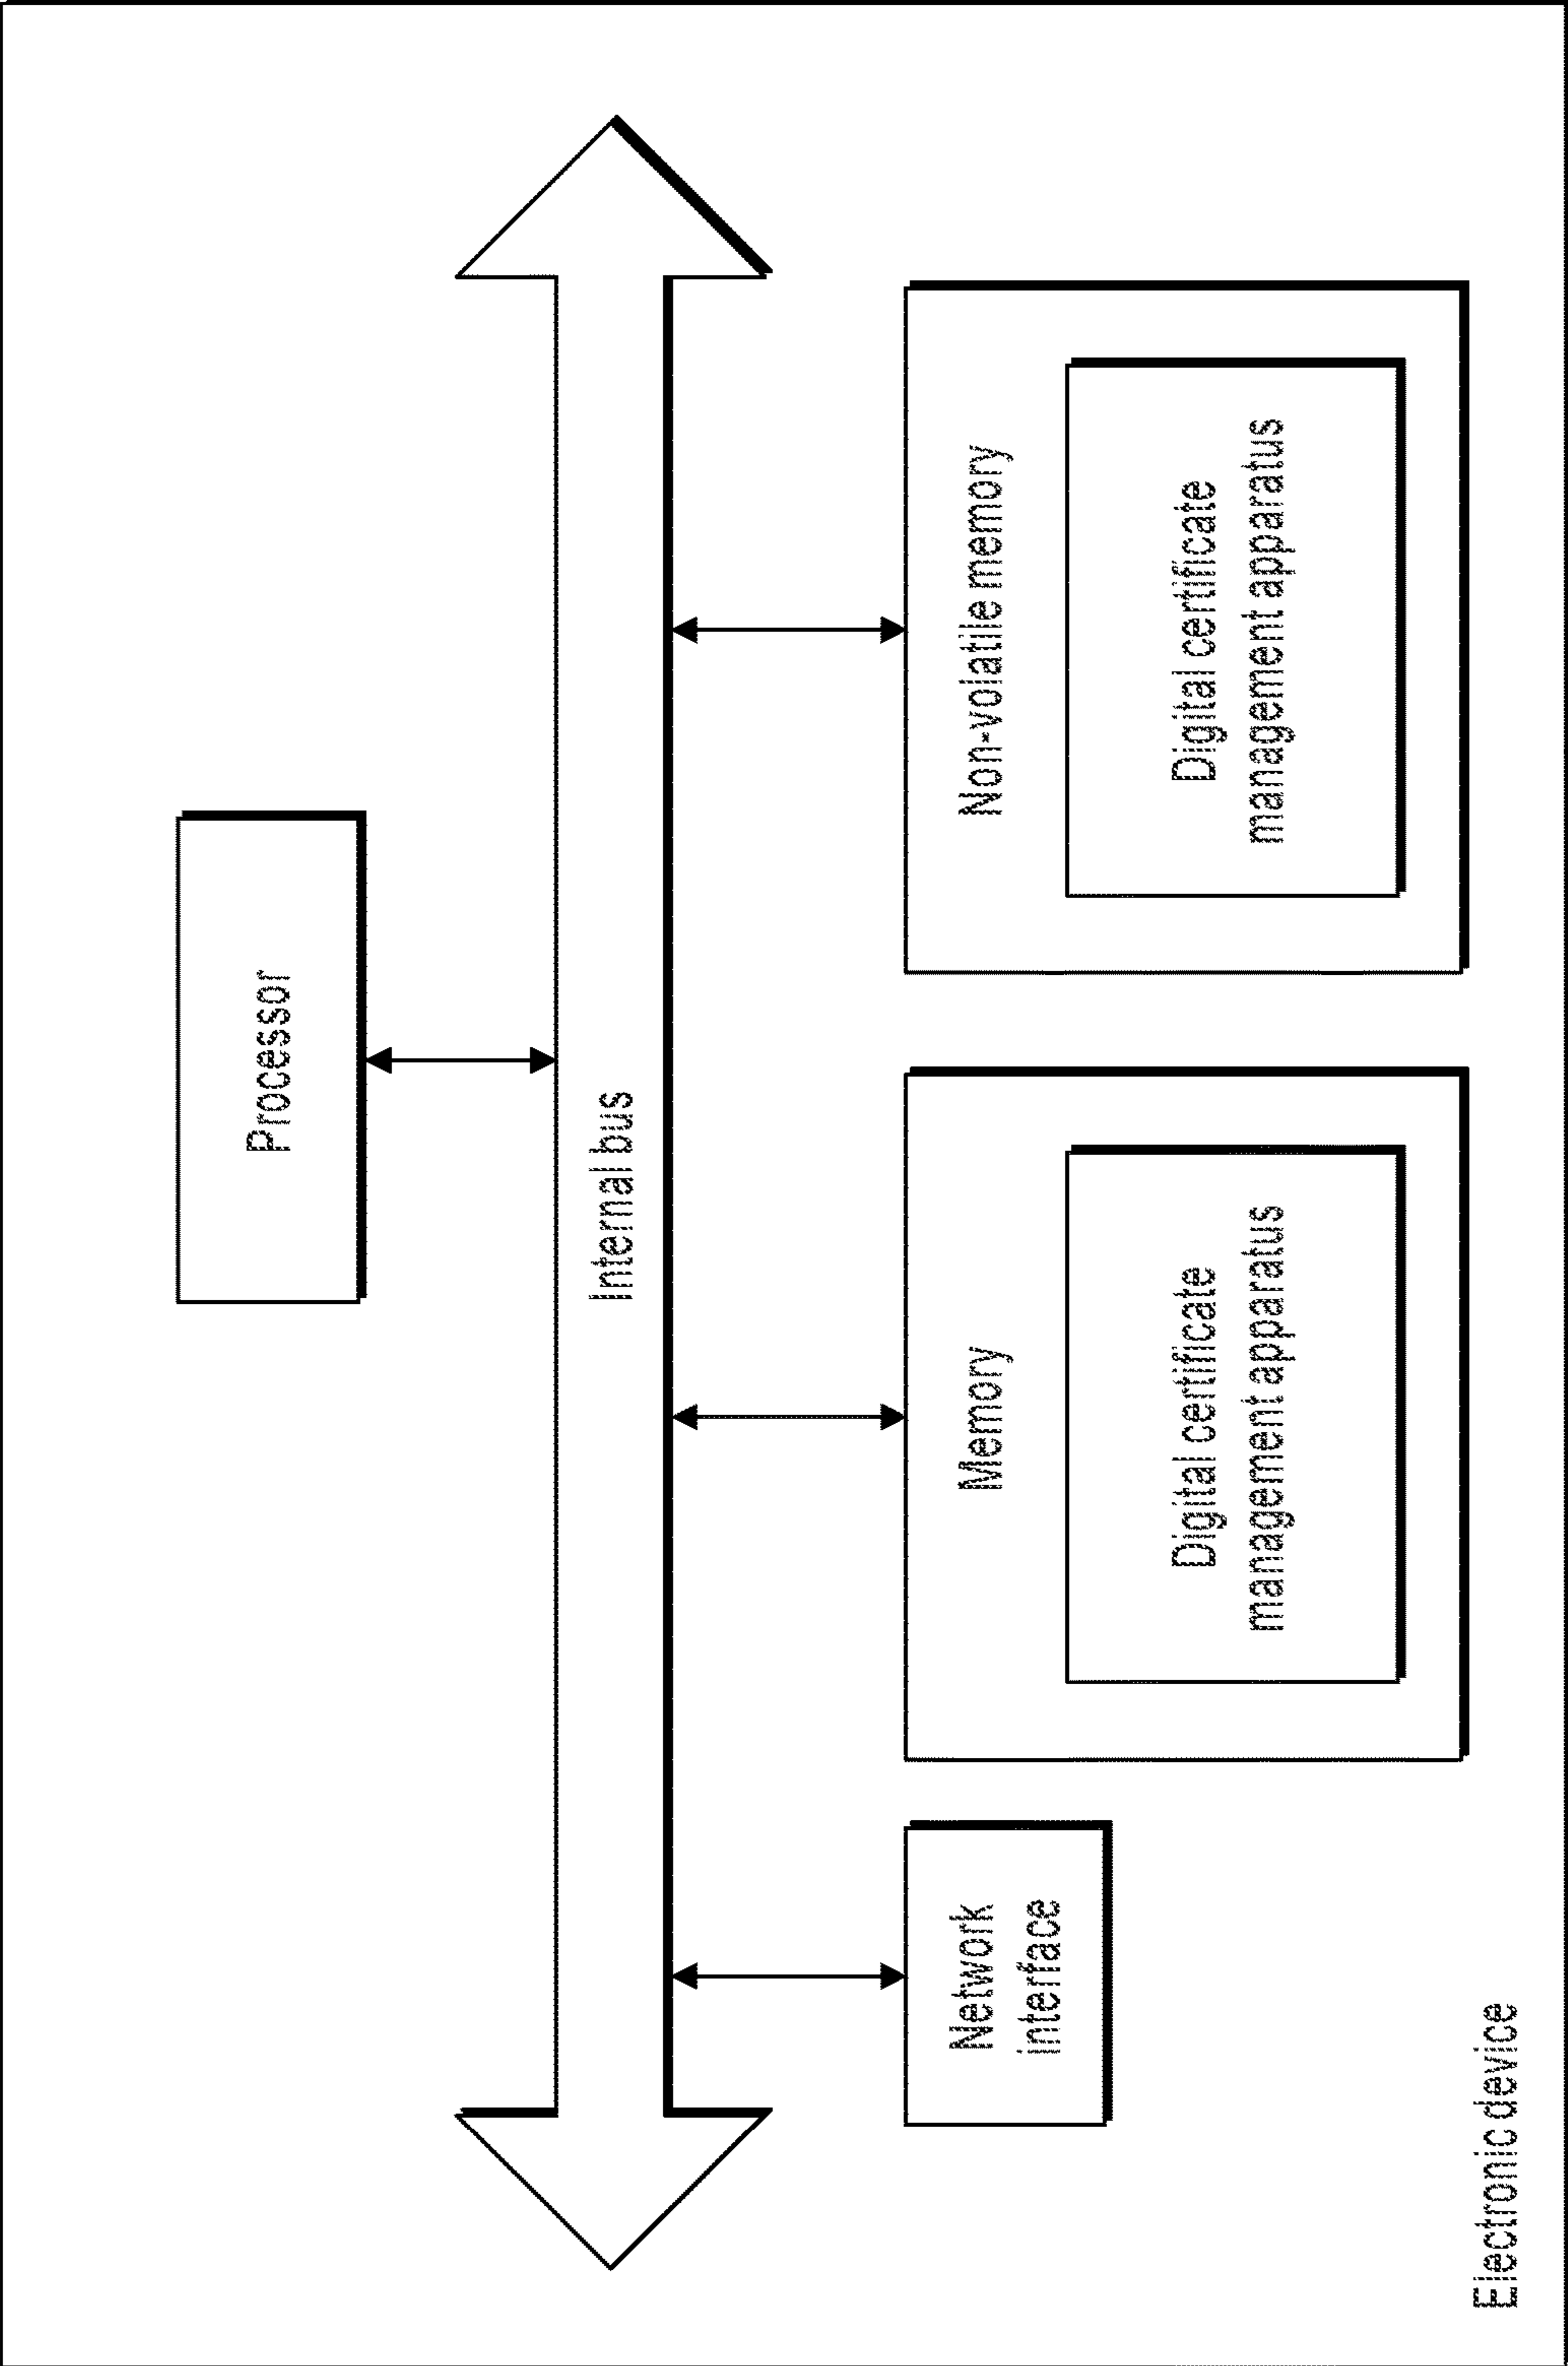 Processor
Internal bus
Network
interface
Memory
Digital certificate
management apparatus
Non-volatile memory
Digital certificate
management apparatus
Electronic device